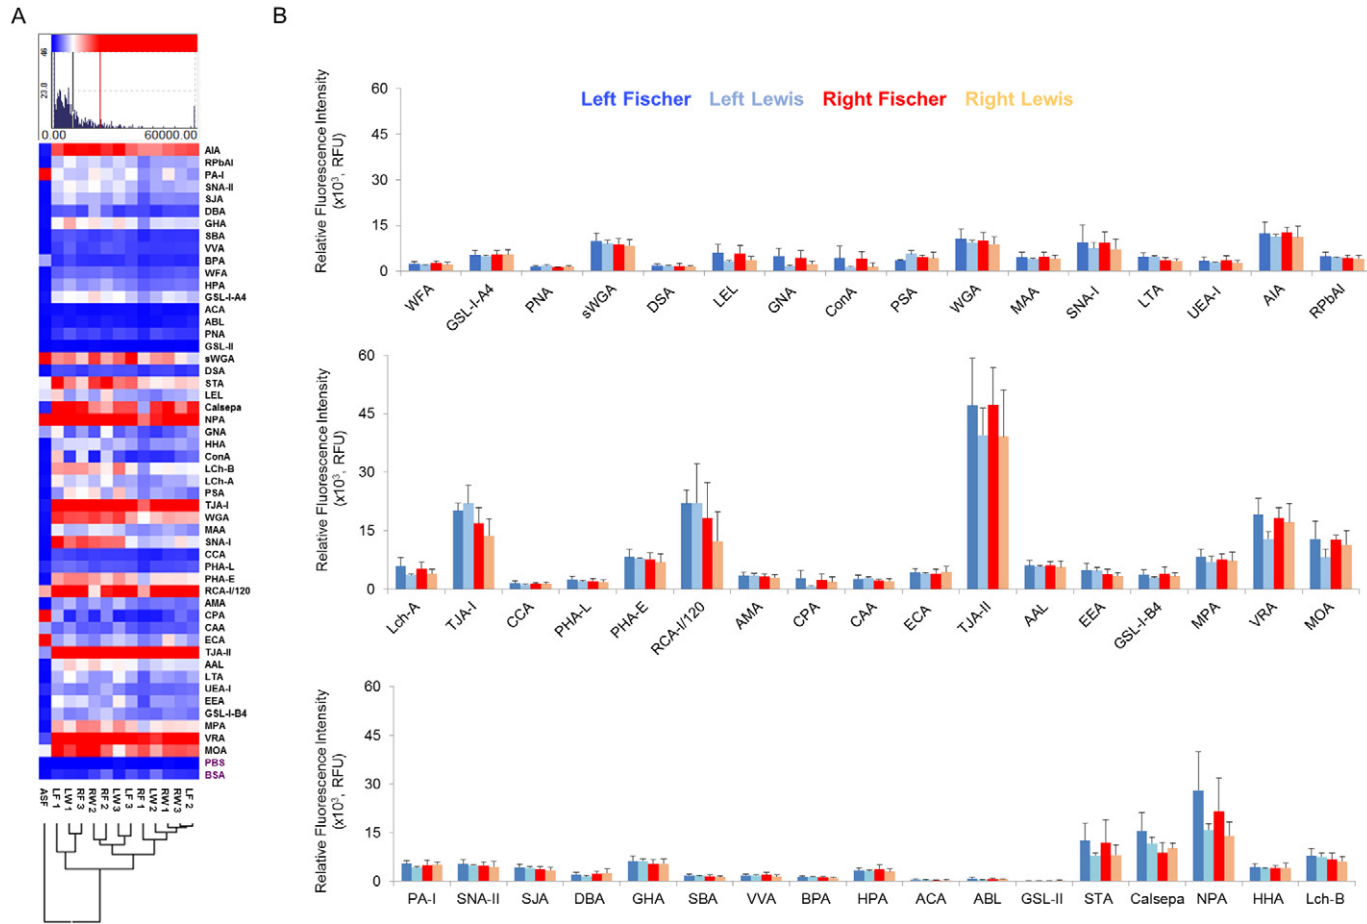 A
46
23.0
0.00 60000.00
AIA
RPbAI
PA-I
SNA-II
SJA
DBA
GHA
SBA
VVA
BPA
WFA
HPA
GSL-I-A4
ACA
ABL
PNA
GSL-II
sWGA
DSA
STA
LEL
Calsepa
NPA
GNA
HHA
ConA
LCh-B
LCh-A
PSA
TJA-I
WGA
MAA
SNA-I
CCA
PHA-L
PHA-E
RCA-I/120
AMA
CPA
CAA
ECA
TJA-II
AAL
LTA
UEA-I
EEA
GSL-I-B4
MPA
VRA
MOA
PBS
BSA
ASF LF 1 LW 1 RF 3 RW 2 RF 2 LW 3 LF 3 RF 1 LW 2 RW 1 RW 3 LF 2
B
Left Fischer Left Lewis Right Fischer Right Lewis
Relative Fluorescence Intensity
(x10³, RFU)
60
45
30
15
0
WFA GSL-I-A4 PNA sWGA DSA LEL GNA ConA PSA WGA MAA SNA-I LTA UEA-I AIA RPbAI
Relative Fluorescence Intensity
(x10³, RFU)
60
45
30
15
0
Lch-A TJA-I CCA PHA-L PHA-E RCA-I/120 AMA CPA CAA ECA TJA-II AAL EEA GSL-I-B4 MPA VRA MOA
Relative Fluorescence Intensity
(x10³, RFU)
60
45
30
15
0
PA-I SNA-II SJA DBA GHA SBA VVA BPA HPA ACA ABL GSL-II STA Calsepa NPA HHA Lch-B